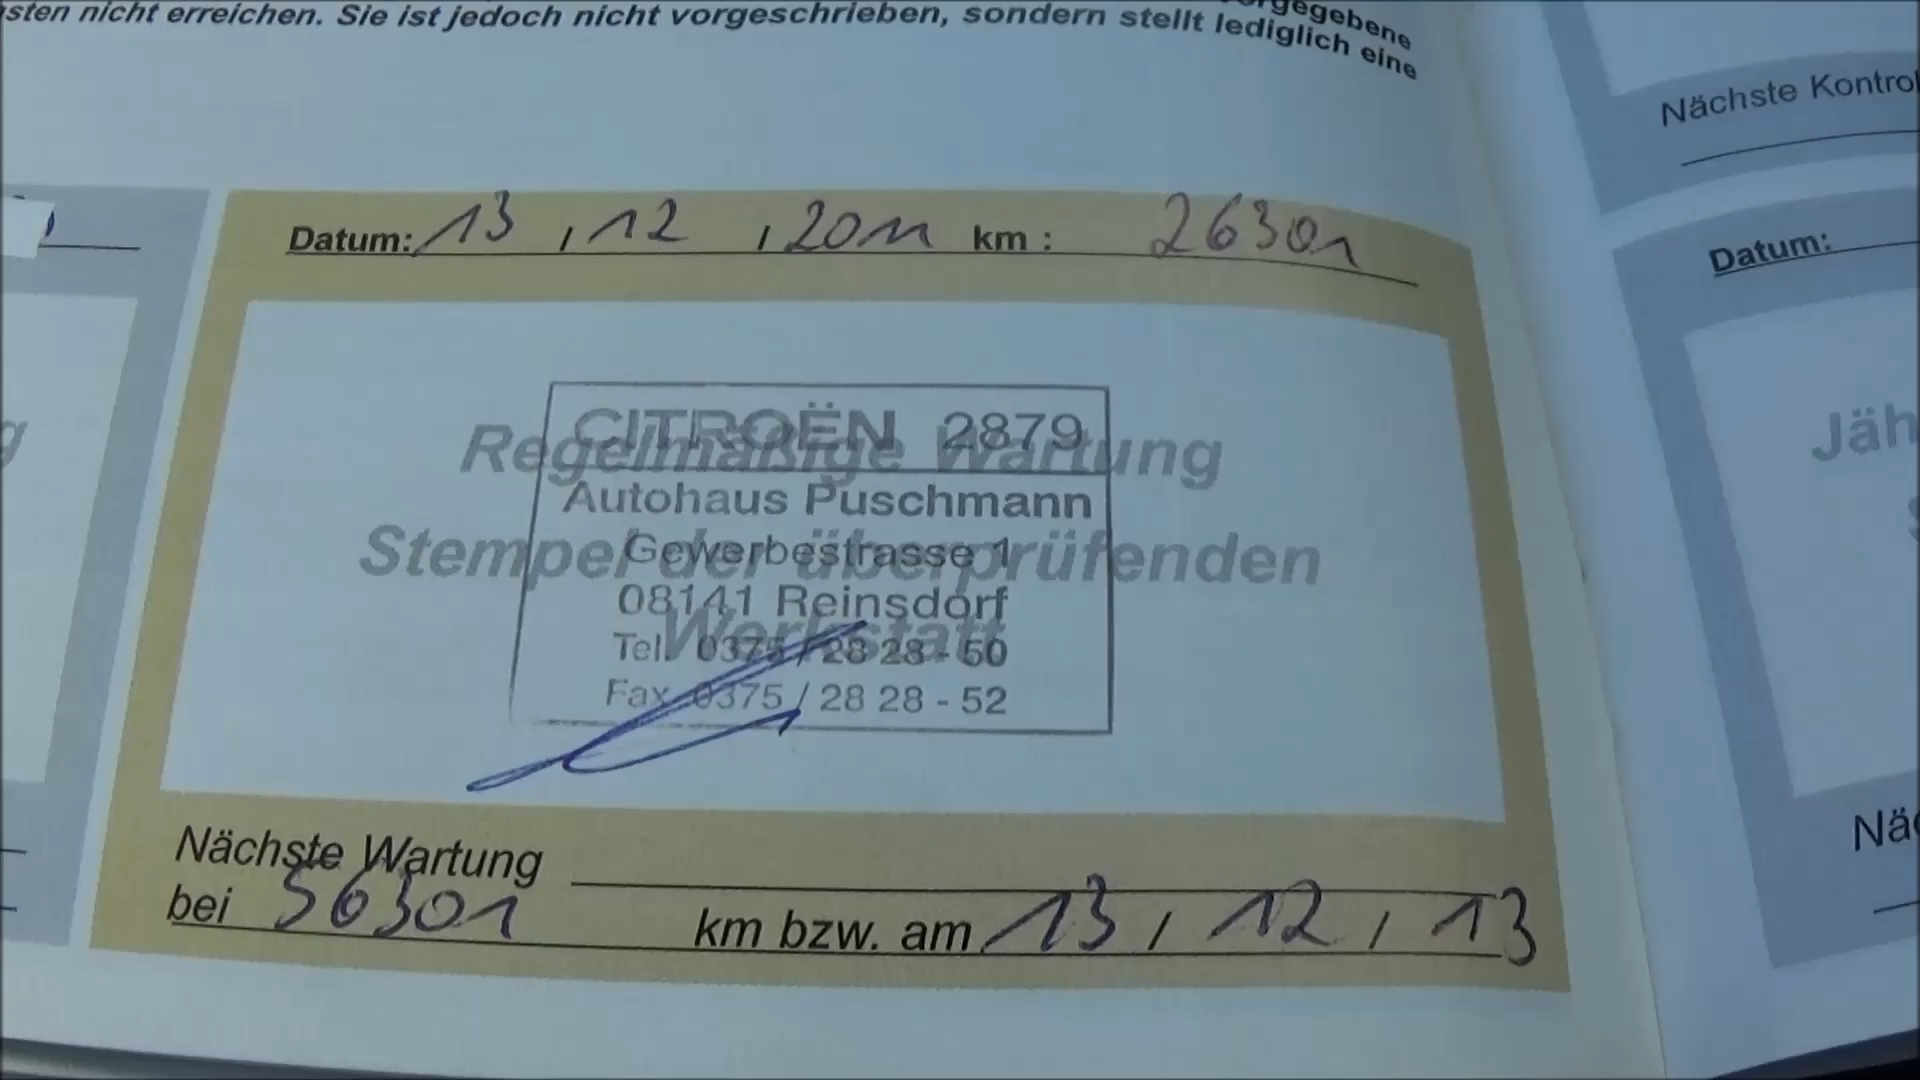 sten nicht erreichen. Sie ist jedoch nicht vorgeschrieben, sondern stellt lediglich eine
gegebene
Datum: 13 / 12 / 2011 km : 26301
Regelmäßige Wartung
Stempel der überprüfenden
Werkstatt
CITROËN 2879
Autohaus Puschmann
Gewerbestrasse 1
08141 Reinsdorf
Tel. 0375 / 28 28 - 50
Fax 0375 / 28 28 - 52
Nächste Wartung
bei 56301 km bzw. am 13 / 12 / 13
Nächste Kontrol
Datum:
Jäh
Näc